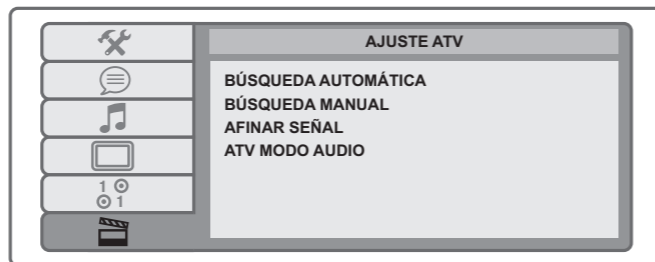 AJUSTE ATV
BÚSQUEDA AUTOMÁTICA
BÚSQUEDA MANUAL
AFINAR SEÑAL
ATV MODO AUDIO
1
1